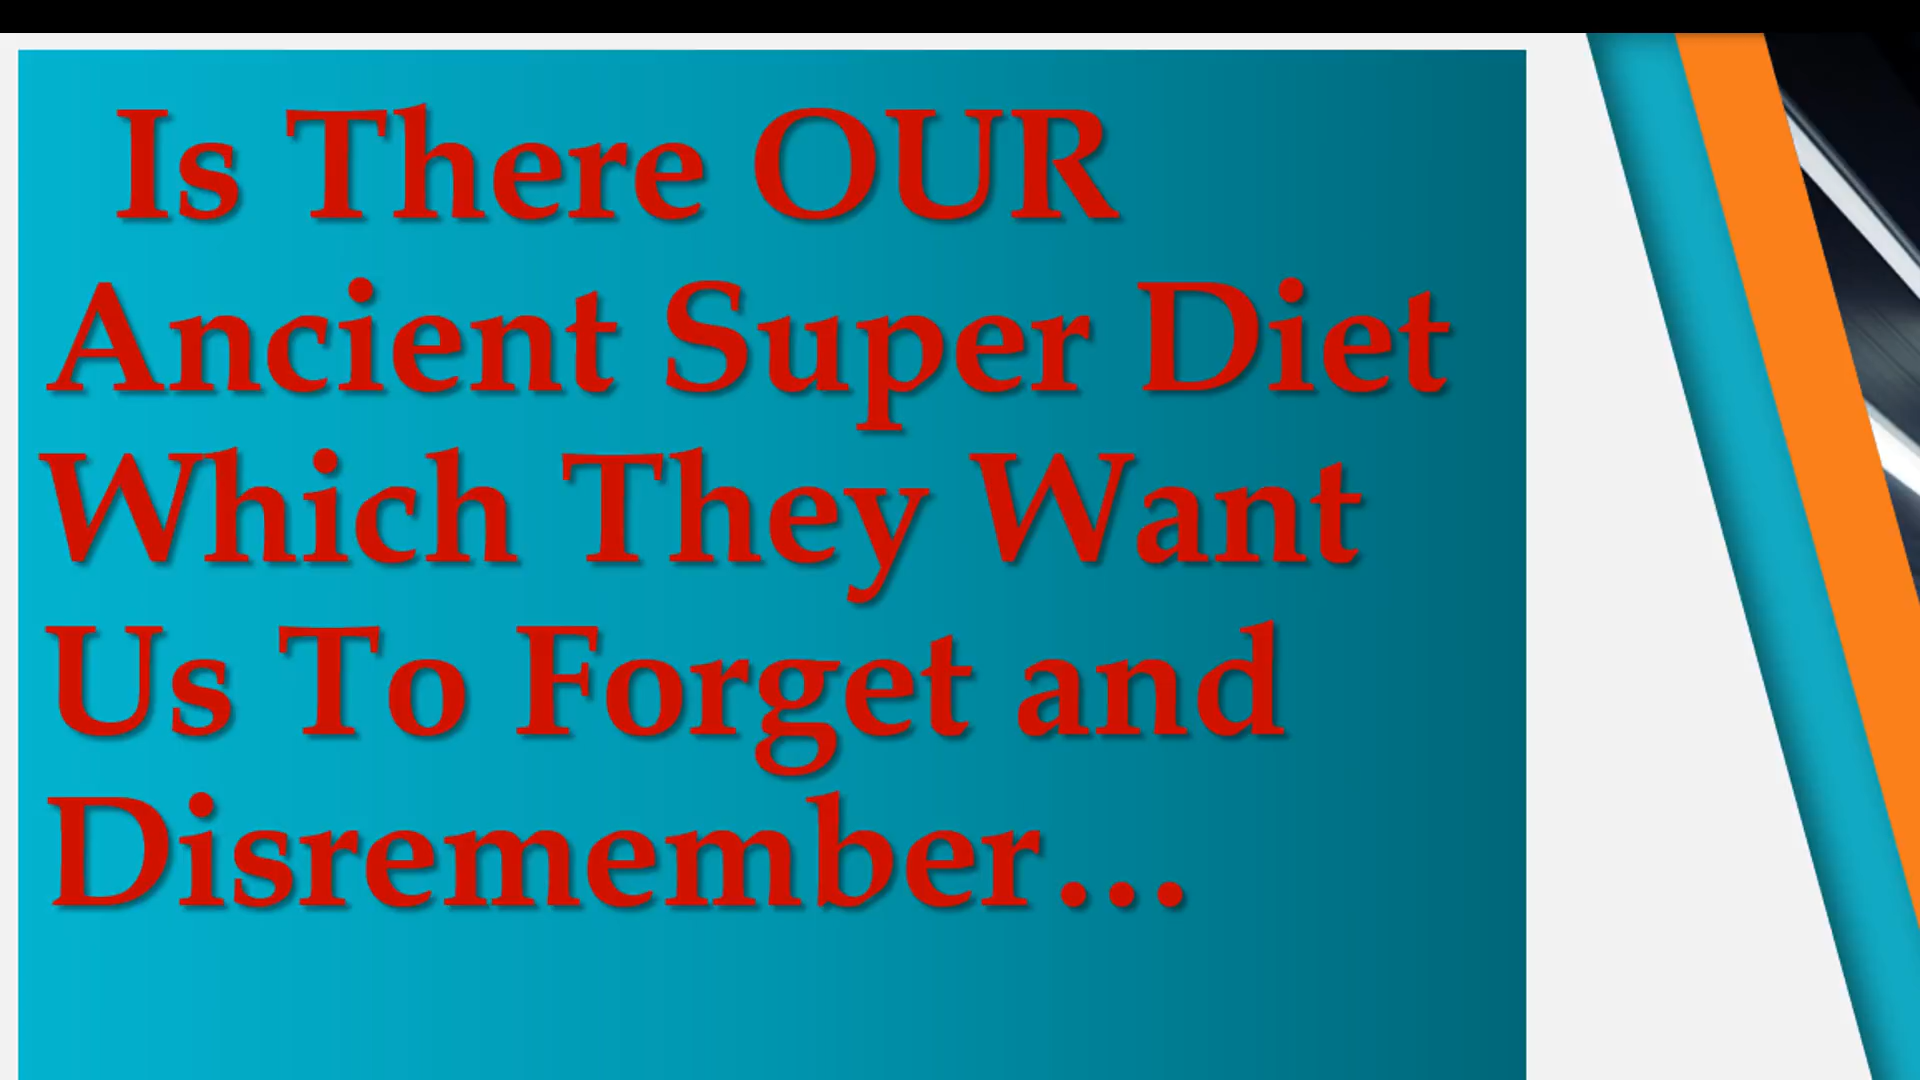 Is There OUR
Ancient Super Diet
Which They Want
Us To Forget and
Disremember...